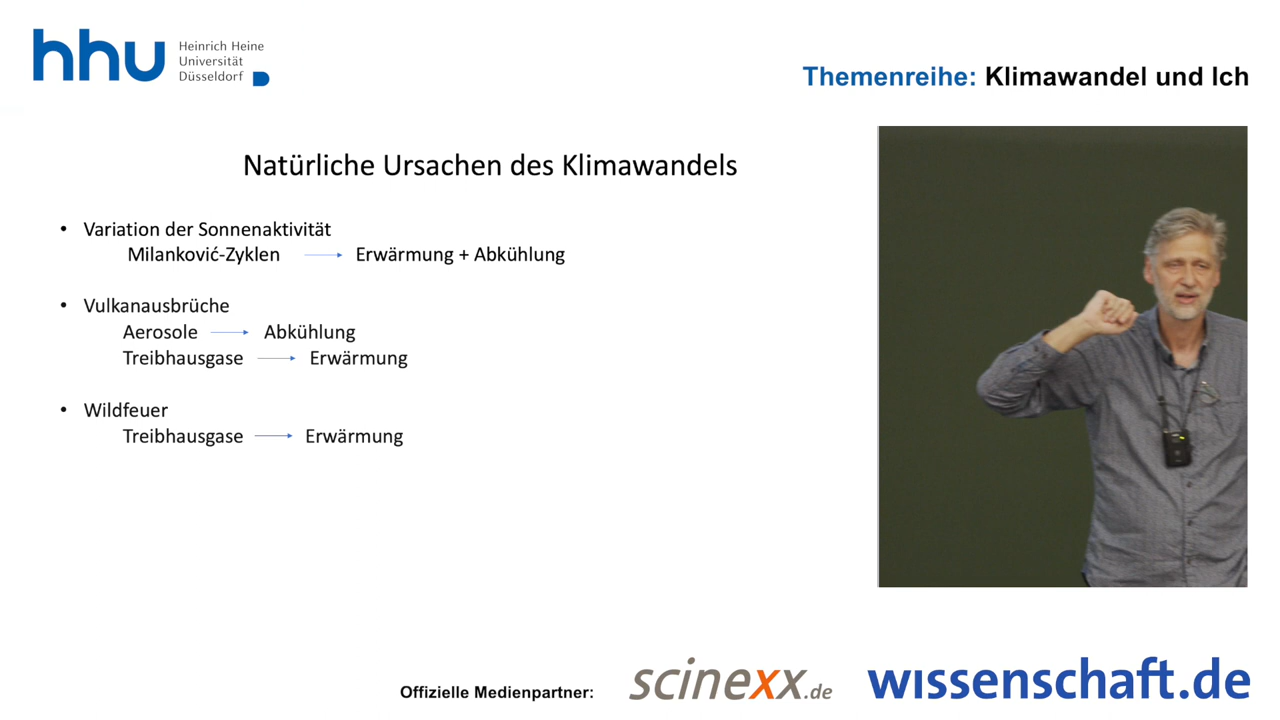 hhu
Heinrich Heine
Universität
Düsseldorf
Themenreihe: Klimawandel und Ich
Natürliche Ursachen des Klimawandels
• Variation der Sonnenaktivität
Milanković-Zyklen → Erwärmung + Abkühlung
• Vulkanausbrüche
Aerosole → Abkühlung
Treibhausgase → Erwärmung
• Wildfeuer
Treibhausgase → Erwärmung
Offizielle Medienpartner:
scinexx.de
wissenschaft.de